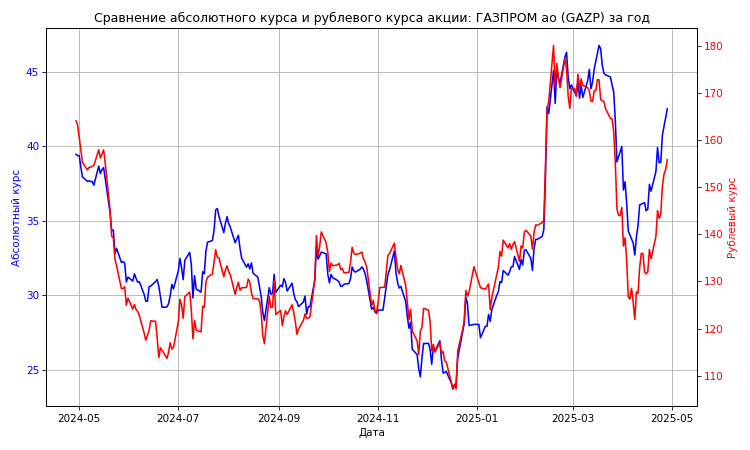 Сравнение абсолютного курса и рублевого курса акции: ГАЗПРОМ ао (GAZP) за год
Абсолютный курс
45
40
35
30
25
180
170
160
150
140
130
120
110
Рублевый курс
2024-05 2024-07 2024-09 2024-11 2025-01 2025-03 2025-05
Дата